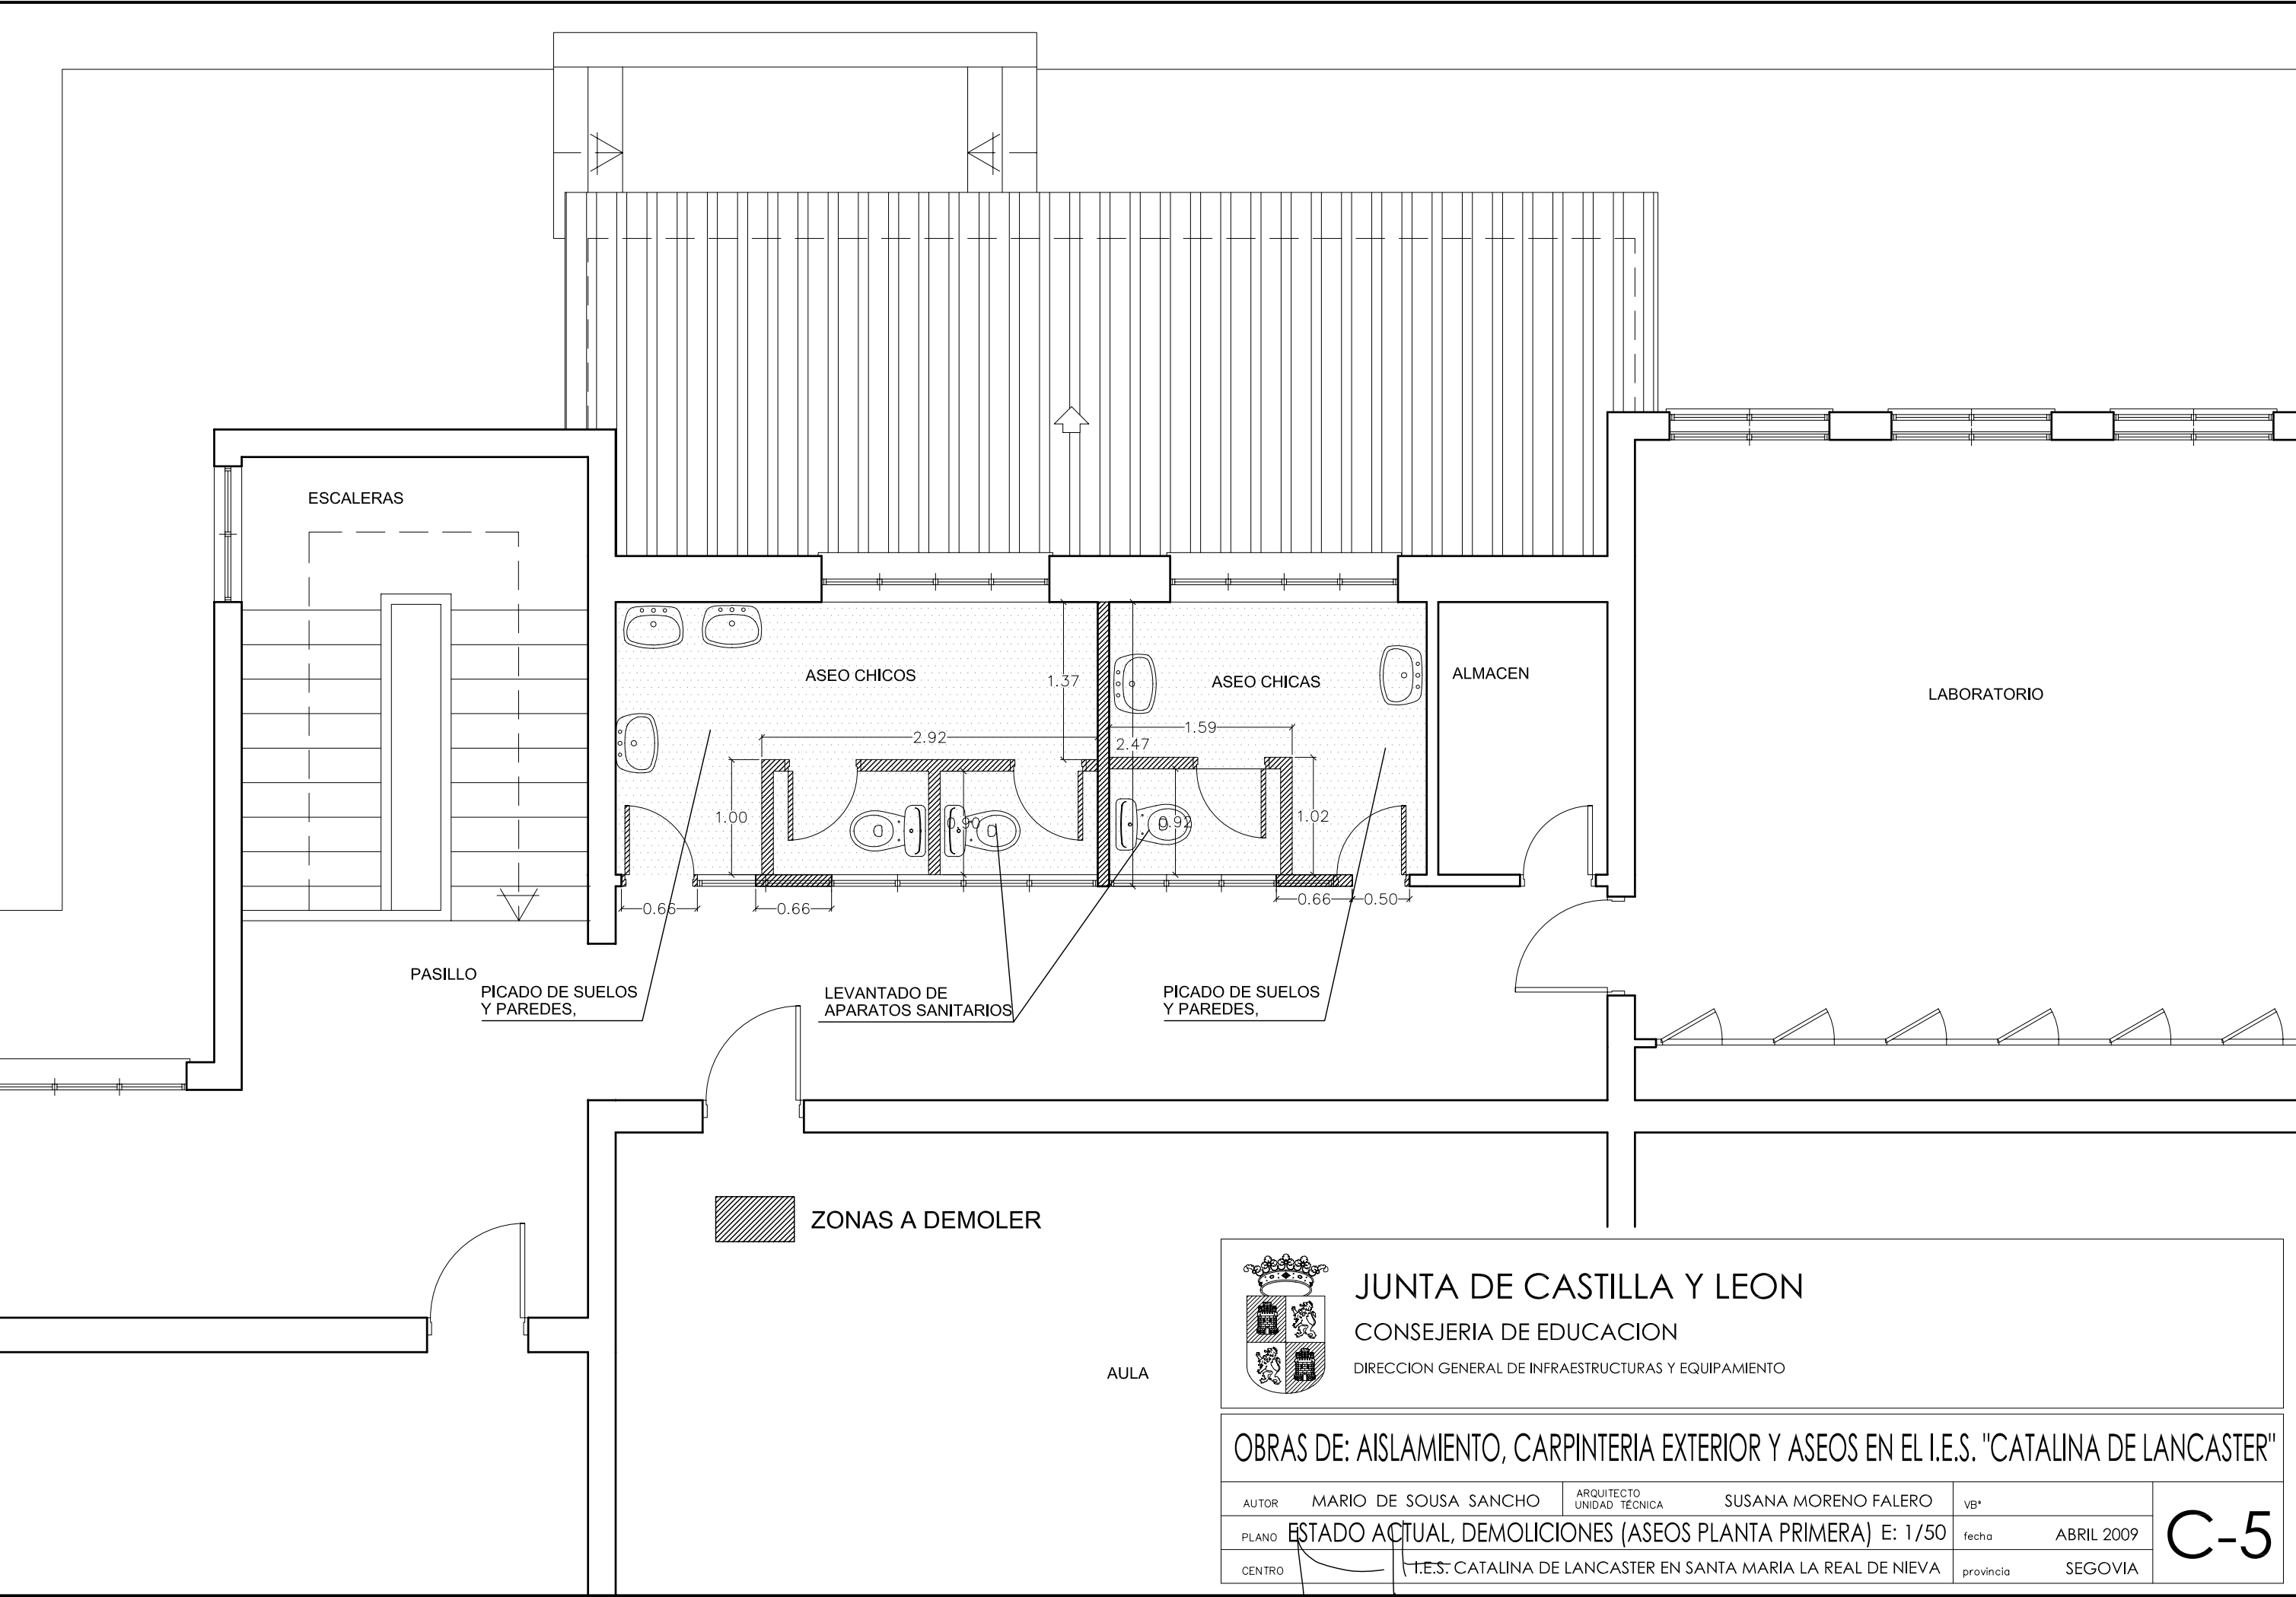 ESCALERAS
ASEO CHICOS
1.37
ASEO CHICAS
ALMACEN
LABORATORIO
2.92
1.59
2.47
1.00
0.90
0.92
1.02
0.66
0.66
0.66
0.50
PASILLO
PICADO DE SUELOS
Y PAREDES,
LEVANTADO DE
APARATOS SANITARIOS
PICADO DE SUELOS
Y PAREDES,
ZONAS A DEMOLER
AULA
JUNTA DE CASTILLA Y LEON
CONSEJERIA DE EDUCACION
DIRECCION GENERAL DE INFRAESTRUCTURAS Y EQUIPAMIENTO
OBRAS DE: AISLAMIENTO, CARPINTERIA EXTERIOR Y ASEOS EN EL I.E.S. "CATALINA DE LANCASTER"
AUTOR MARIO DE SOUSA SANCHO
ARQUITECTO
UNIDAD TÉCNICA
SUSANA MORENO FALERO
VBº
PLANO ESTADO ACTUAL, DEMOLICIONES (ASEOS PLANTA PRIMERA) E: 1/50
fecha ABRIL 2009
CENTRO I.E.S. CATALINA DE LANCASTER EN SANTA MARIA LA REAL DE NIEVA
provincia SEGOVIA
C-5